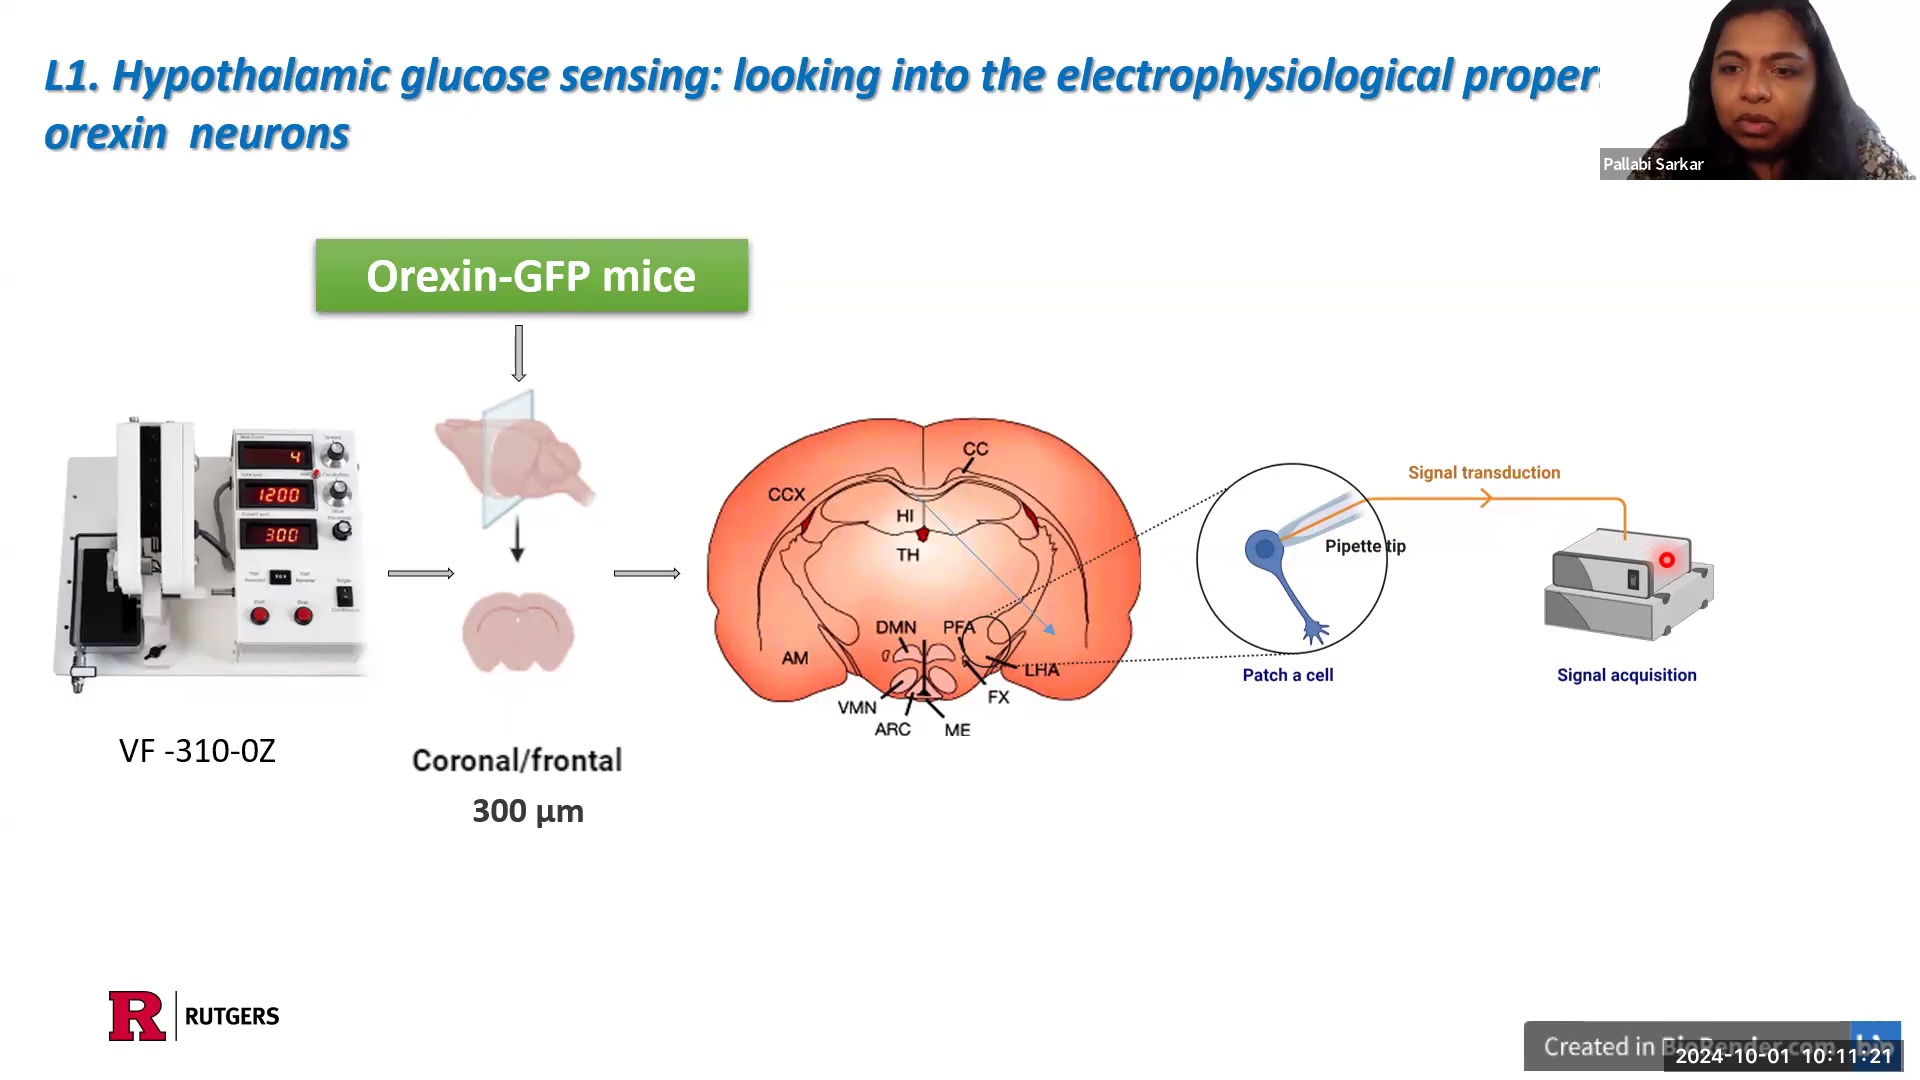 L1. Hypothalamic glucose sensing: looking into the electrophysiological proper
orexin neurons
Pallabi Sarkar
Orexin-GFP mice
4
1200
300
VF -310-0Z
Coronal/frontal
300 µm
CC
CCX
HI
TH
DMN
PFA
AM
LHA
VMN
FX
ARC
ME
Signal transduction
Pipette tip
Patch a cell
Signal acquisition
R RUTGERS
Created in BioRender.com
2024-10-01 10:11:21